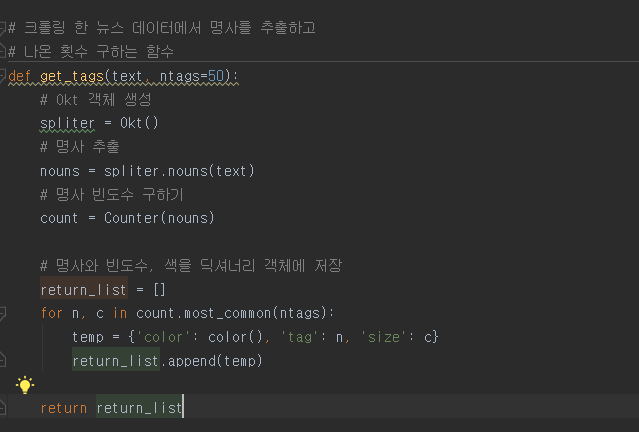 # 크롤링 한 뉴스 데이터에서 명사를 추출하고
# 나온 횟수 구하는 함수
def get_tags(text, ntags=50):
# Okt 객체 생성
spliter = Okt()
# 명사 추출
nouns = spliter.nouns(text)
# 명사 빈도수 구하기
count = Counter(nouns)
# 명사와 빈도수, 색을 딕셔너리 객체에 저장
return_list = []
for n, c in count.most_common(ntags):
temp = {'color': color(), 'tag': n, 'size': c}
return_list.append(temp)
return return_list